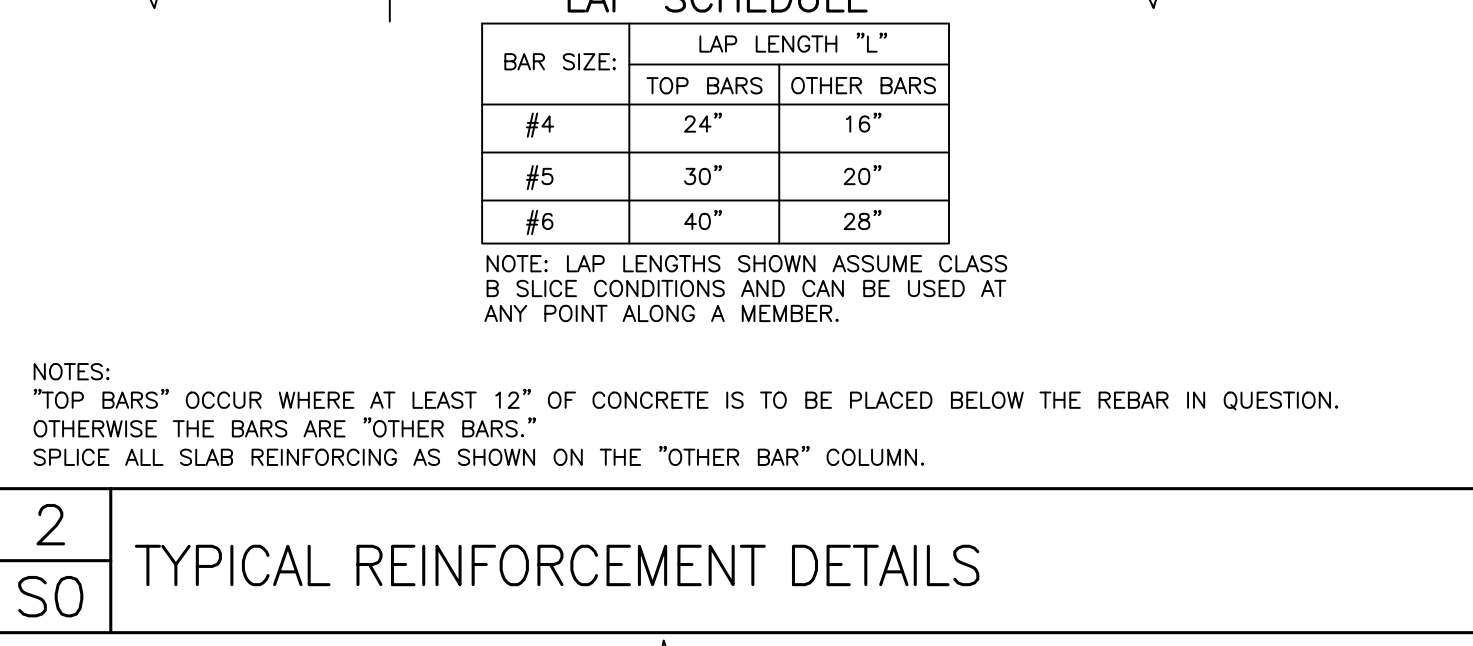 LAP SCHEDULE
BAR SIZE: LAP LENGTH "L"
TOP BARS OTHER BARS
#4 24" 16"
#5 30" 20"
#6 40" 28"
NOTE: LAP LENGTHS SHOWN ASSUME CLASS
B SLICE CONDITIONS AND CAN BE USED AT
ANY POINT ALONG A MEMBER.
NOTES:
"TOP BARS" OCCUR WHERE AT LEAST 12" OF CONCRETE IS TO BE PLACED BELOW THE REBAR IN QUESTION.
OTHERWISE THE BARS ARE "OTHER BARS."
SPLICE ALL SLAB REINFORCING AS SHOWN ON THE "OTHER BAR" COLUMN.
2
S0
TYPICAL REINFORCEMENT DETAILS